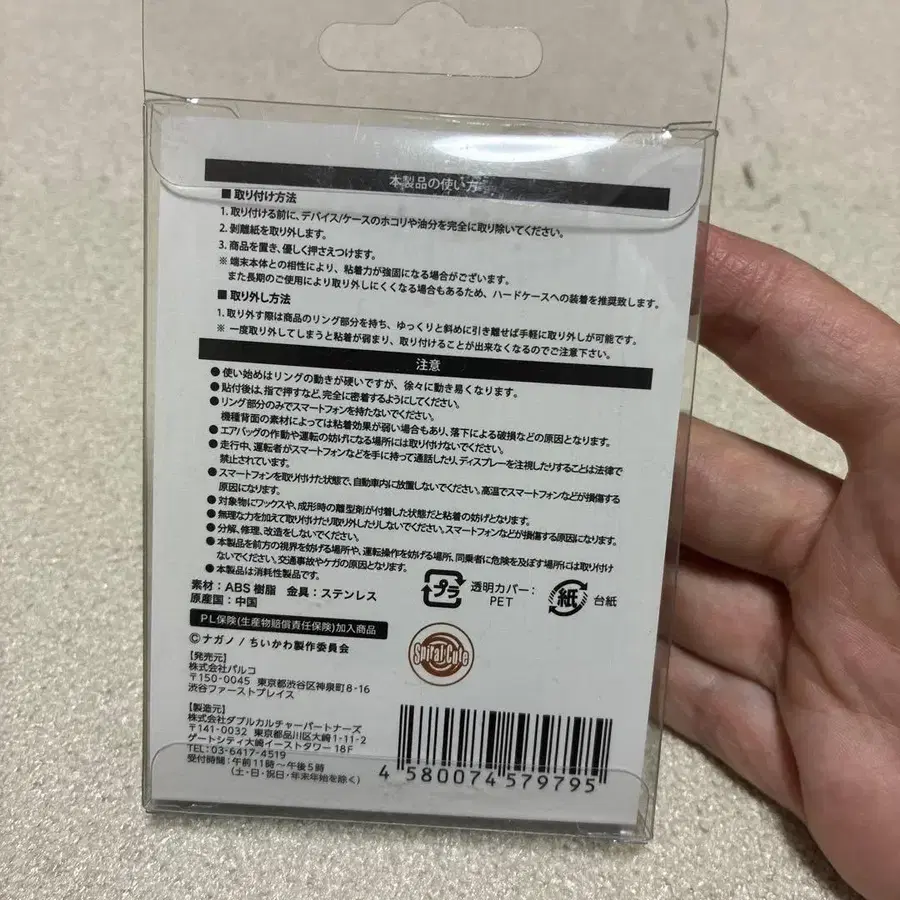 本製品の使い方
■ 取り付け方法
1. 取り付ける前に、デバイス/ケースのホコリや油分を完全に取り除いてください。
2. 剥離紙を取り外します。
3. 商品を置き、優しく押さえつけます。
※ 端末本体との相性により、粘着力が強固になる場合がございます。
また長期のご使用により取り外しにくくなる場合もあるため、ハードケースへの装着を推奨致します。
■ 取り外し方法
1. 取り外す際は商品のリング部分を持ち、ゆっくりと斜めに引き離せば手軽に取り外しが可能です。
※ 一度取り外してしまうと粘着が弱まり、取り付けることが出来なくなるのでご注意下さい。
注意
● 使い始めはリングの動きが硬いですが、徐々に動き易くなります。
● 貼付後は、指で押すなど、完全に密着するようにしてください。
● リング部分のみでスマートフォンを持たないでください。
機種背面の素材によっては粘着効果が弱い場合もあり、落下による破損などの原因となります。
● エアバッグの作動や運転の妨げになる場所には取り付けないでください。
● 走行中、運転者がスマートフォンなどを手に持って通話したり、ディスプレーを注視したりすることは法律で
禁止されています。
● スマートフォンを取り付けた状態で、自動車内に放置しないでください。高温でスマートフォンなどが損傷する
原因になります。
● 対象物にワックスや、成形時の離型剤が付着した状態だと粘着の妨げとなります。
● 無理な力を加えて取り付けたり取り外したりしないでください。スマートフォンなどが損傷する原因になります。
● 分解、修理、改造をしないでください。
● 本製品を前方の視界を妨げる場所や、運転操作を妨げる場所、同乗者に危険を及ぼす場所には取り付け
ないでください。交通事故やケガの原因となります。
● 本製品は消耗性製品です。
素材：ABS 樹脂 金具：ステンレス
原産国：中国
プラ
透明カバー：
PET
紙
台紙
PL保険(生産物賠償責任保険)加入商品
©ナガノ / ちいかわ製作委員会
Spiral Cute
【発売元】
株式会社パルコ
〒150-0045 東京都渋谷区神泉町8-16
渋谷ファーストプレイス
【製造元】
株式会社ダブルカルチャーパートナーズ
〒141-0032 東京都品川区大崎1-11-2
ゲートシティ大崎イーストタワー 18F
TEL：03-6417-4519
受付時間：午前11時～午後5時
(土・日・祝日・年末年始を除く)
4 580074 579795